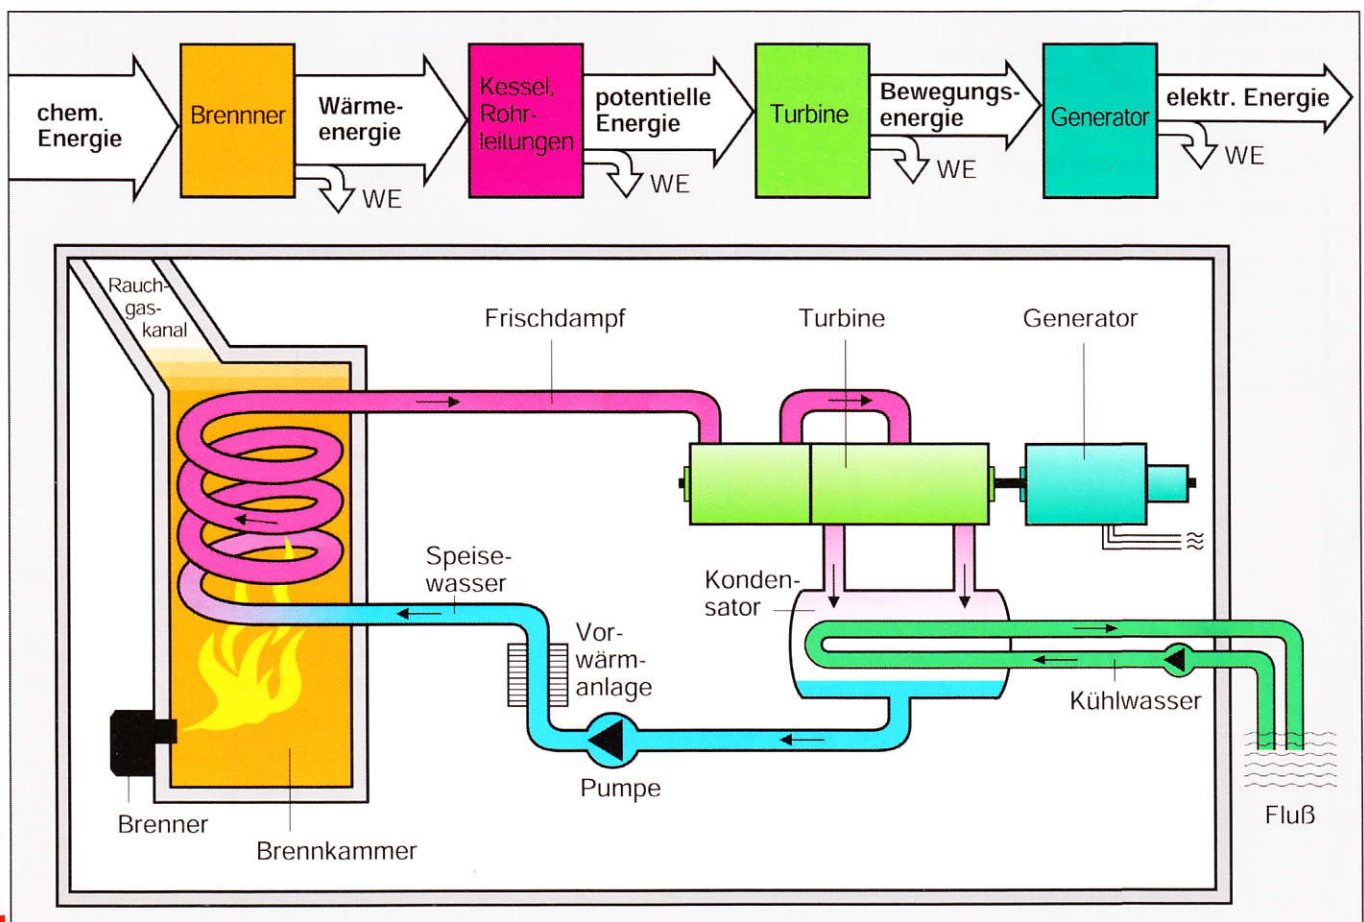 chem.
Energie
Brennner
Wärme-
energie
WE
Kessel,
Rohr-
leitungen
potentielle
Energie
WE
Turbine
Bewegungs-
energie
WE
Generator
elektr. Energie
WE
Rauch-
gas-
kanal
Frischdampf
Turbine
Generator
Speise-
wasser
Vor-
wärm-
anlage
Konden-
sator
Kühlwasser
Pumpe
Fluß
Brenner
Brennkammer